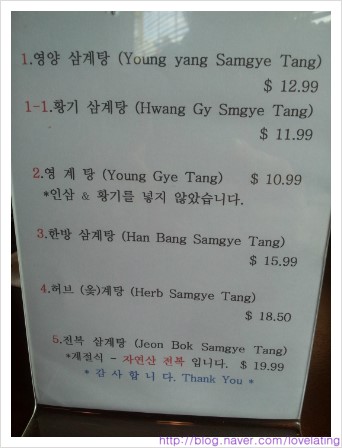 1.영양 삼계탕 (Young yang Samgye Tang)
$ 12.99
1-1.황기 삼계탕 (Hwang Gy Smgye Tang)
$ 11.99
2.영 계 탕 (Young Gye Tang) $ 10.99
*인삼 & 황기를 넣지 않았습니다.
3.한방 삼계탕 (Han Bang Samgye Tang)
$ 15.99
4.허브 (옻)계탕 (Herb Samgye Tang)
$ 18.50
5.전복 삼계탕 (Jeon Bok Samgye Tang)
*계절식 - 자연산 전복 입니다. $ 19.99
* 감 사 합 니 다. Thank You *
http://blog.naver.com/lovelating